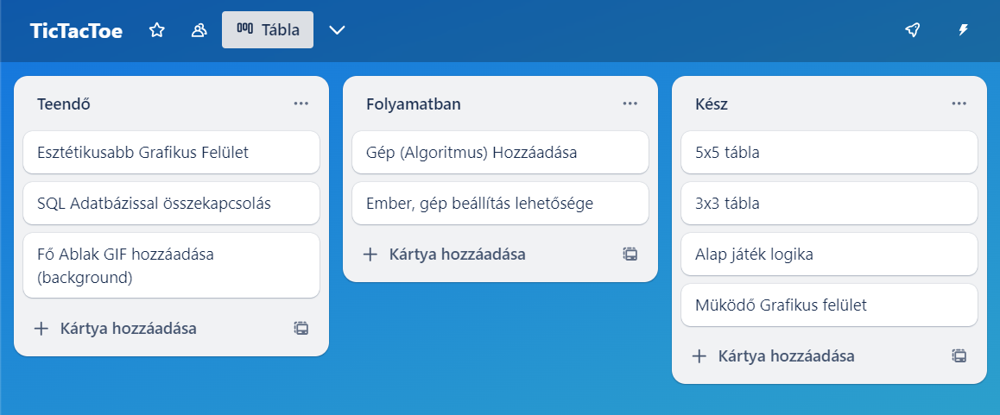 TicTacToe
Tábla
Teendő
Esztétikusabb Grafikus Felület
SQL Adatbázissal összekapcsolás
Fő Ablak GIF hozzáadása
(background)
Kártya hozzáadása
Folyamatban
Gép (Algoritmus) Hozzáadása
Ember, gép beállítás lehetősége
Kártya hozzáadása
Kész
5x5 tábla
3x3 tábla
Alap játék logika
Müködő Grafikus felület
Kártya hozzáadása